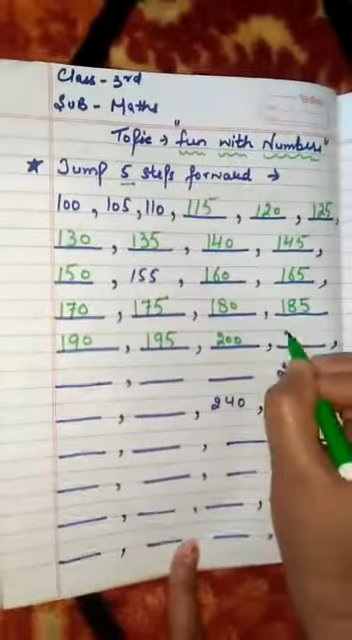 Class - 3rd
SUB - Maths
Topic → "fun with Numbers"
★ Jump 5 steps forward →
100, 105, 110, 115, 120, 125,
130, 135, 140, 145,
150, 155, 160, 165,
170, 175, 180, 185
190, 195, 200,
240,